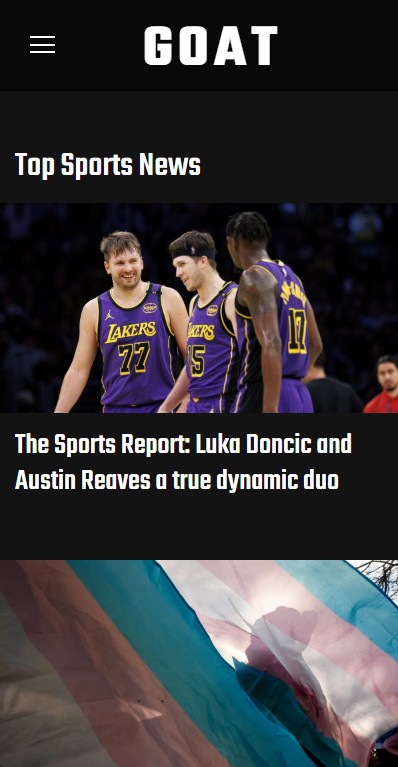 GOAT
Top Sports News
LAKERS
77
LAKERS
15
17
The Sports Report: Luka Doncic and
Austin Reaves a true dynamic duo